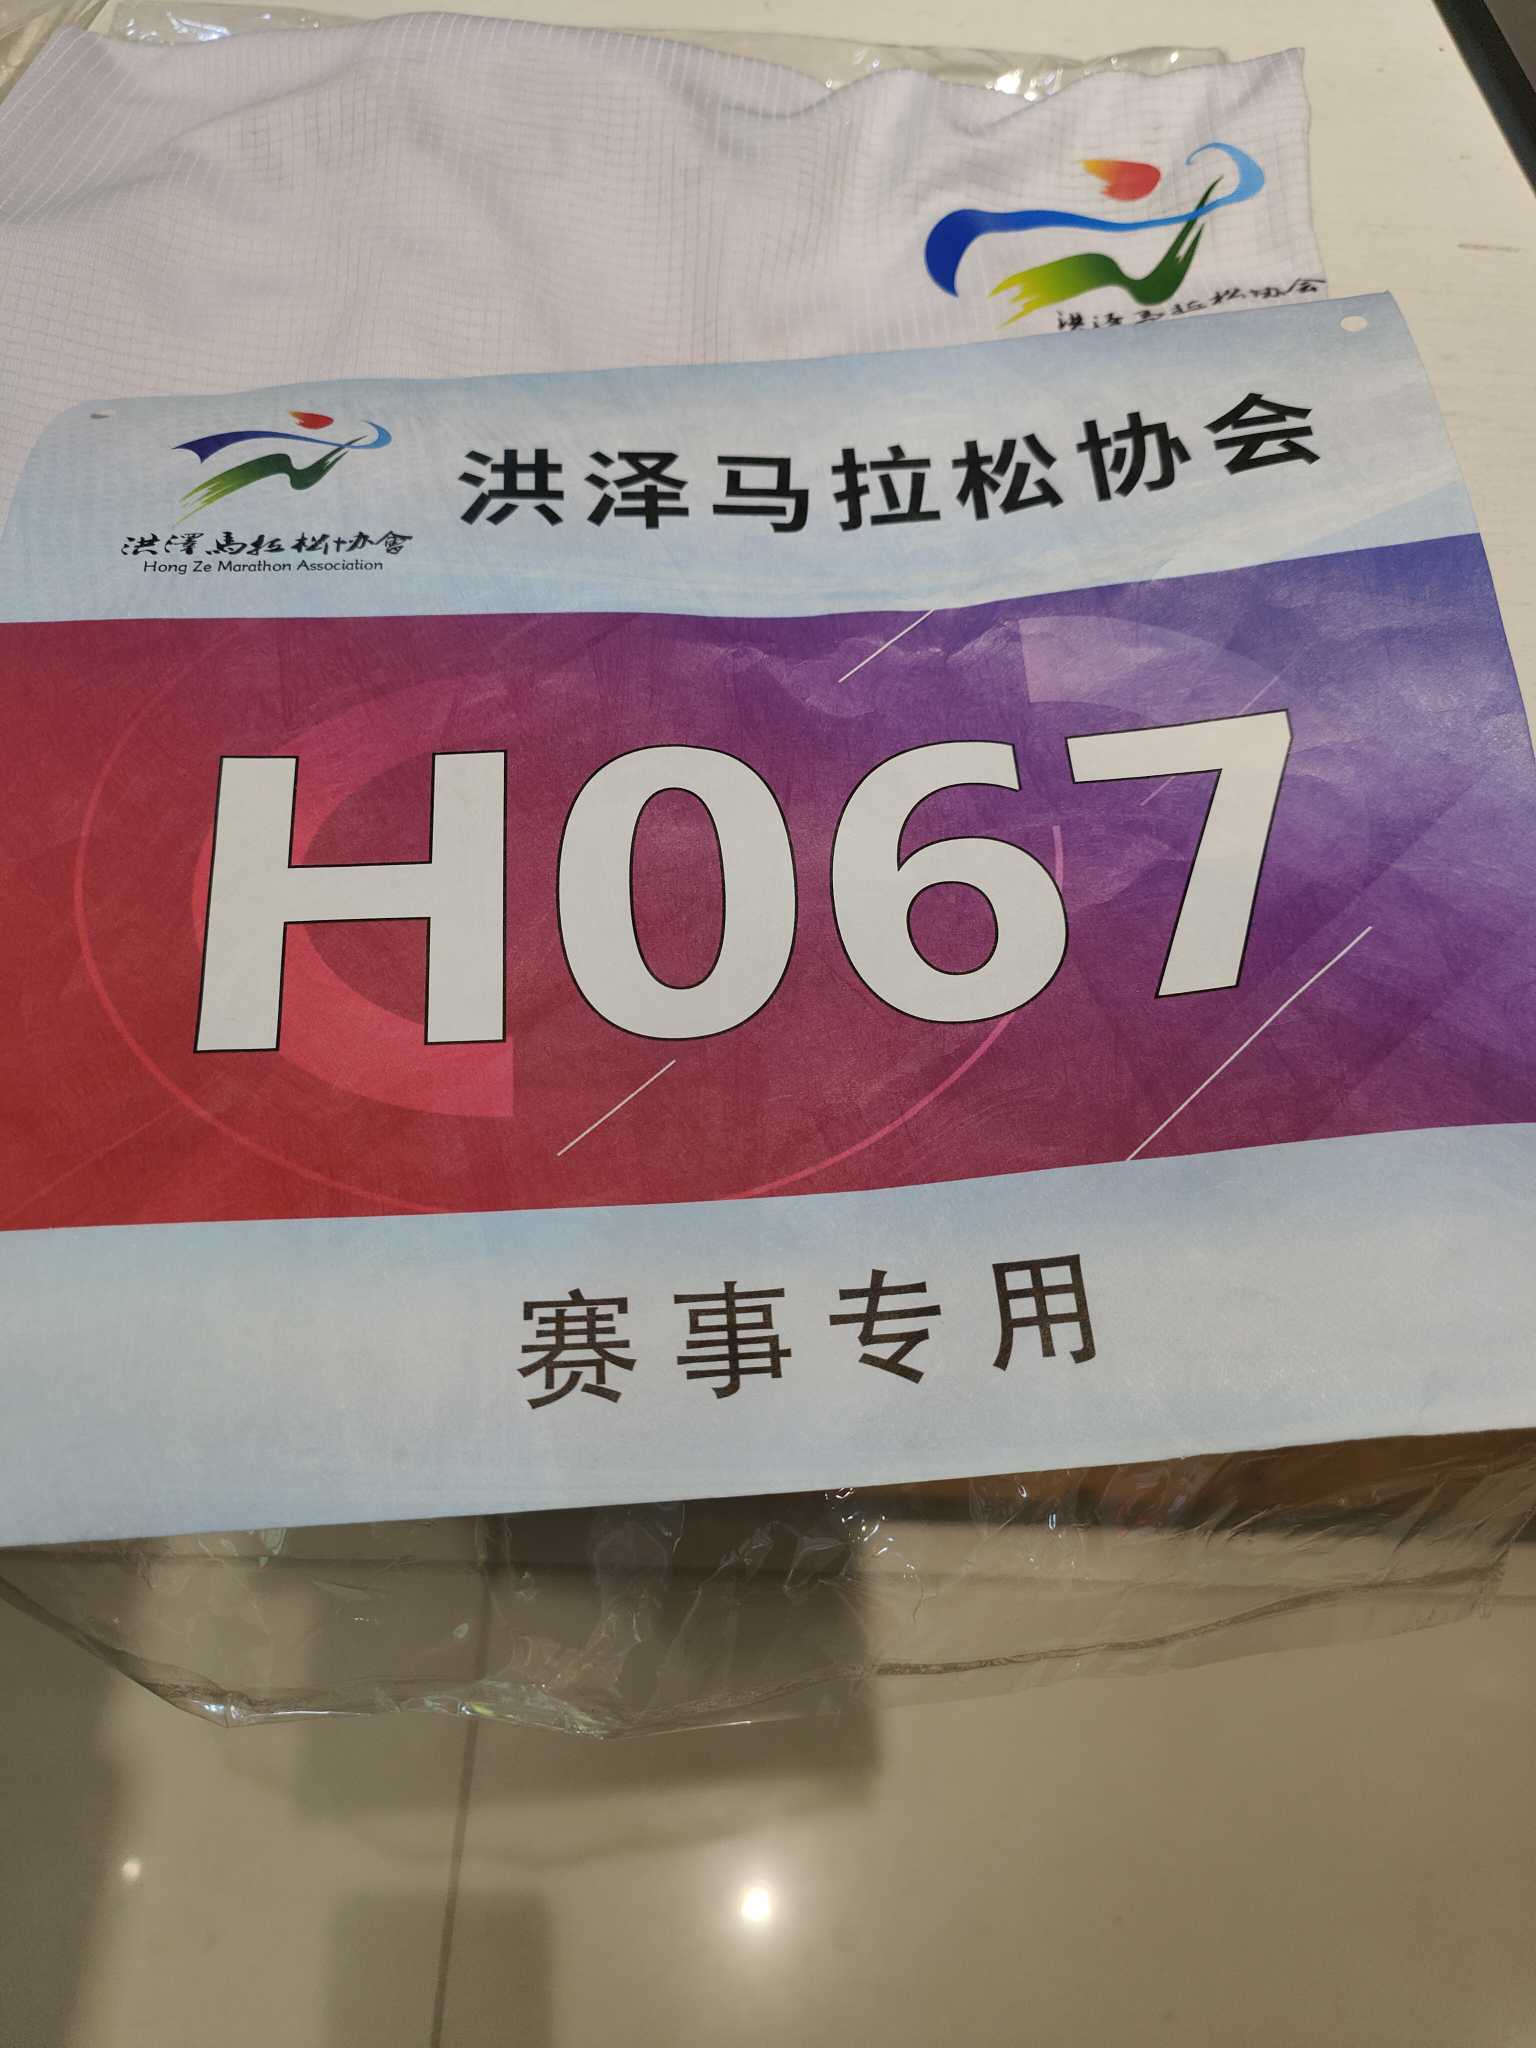 洪泽马拉松协会
洪泽马拉松协会
洪澤馬拉松协會
Hong Ze Marathon Association
H067
赛事专用